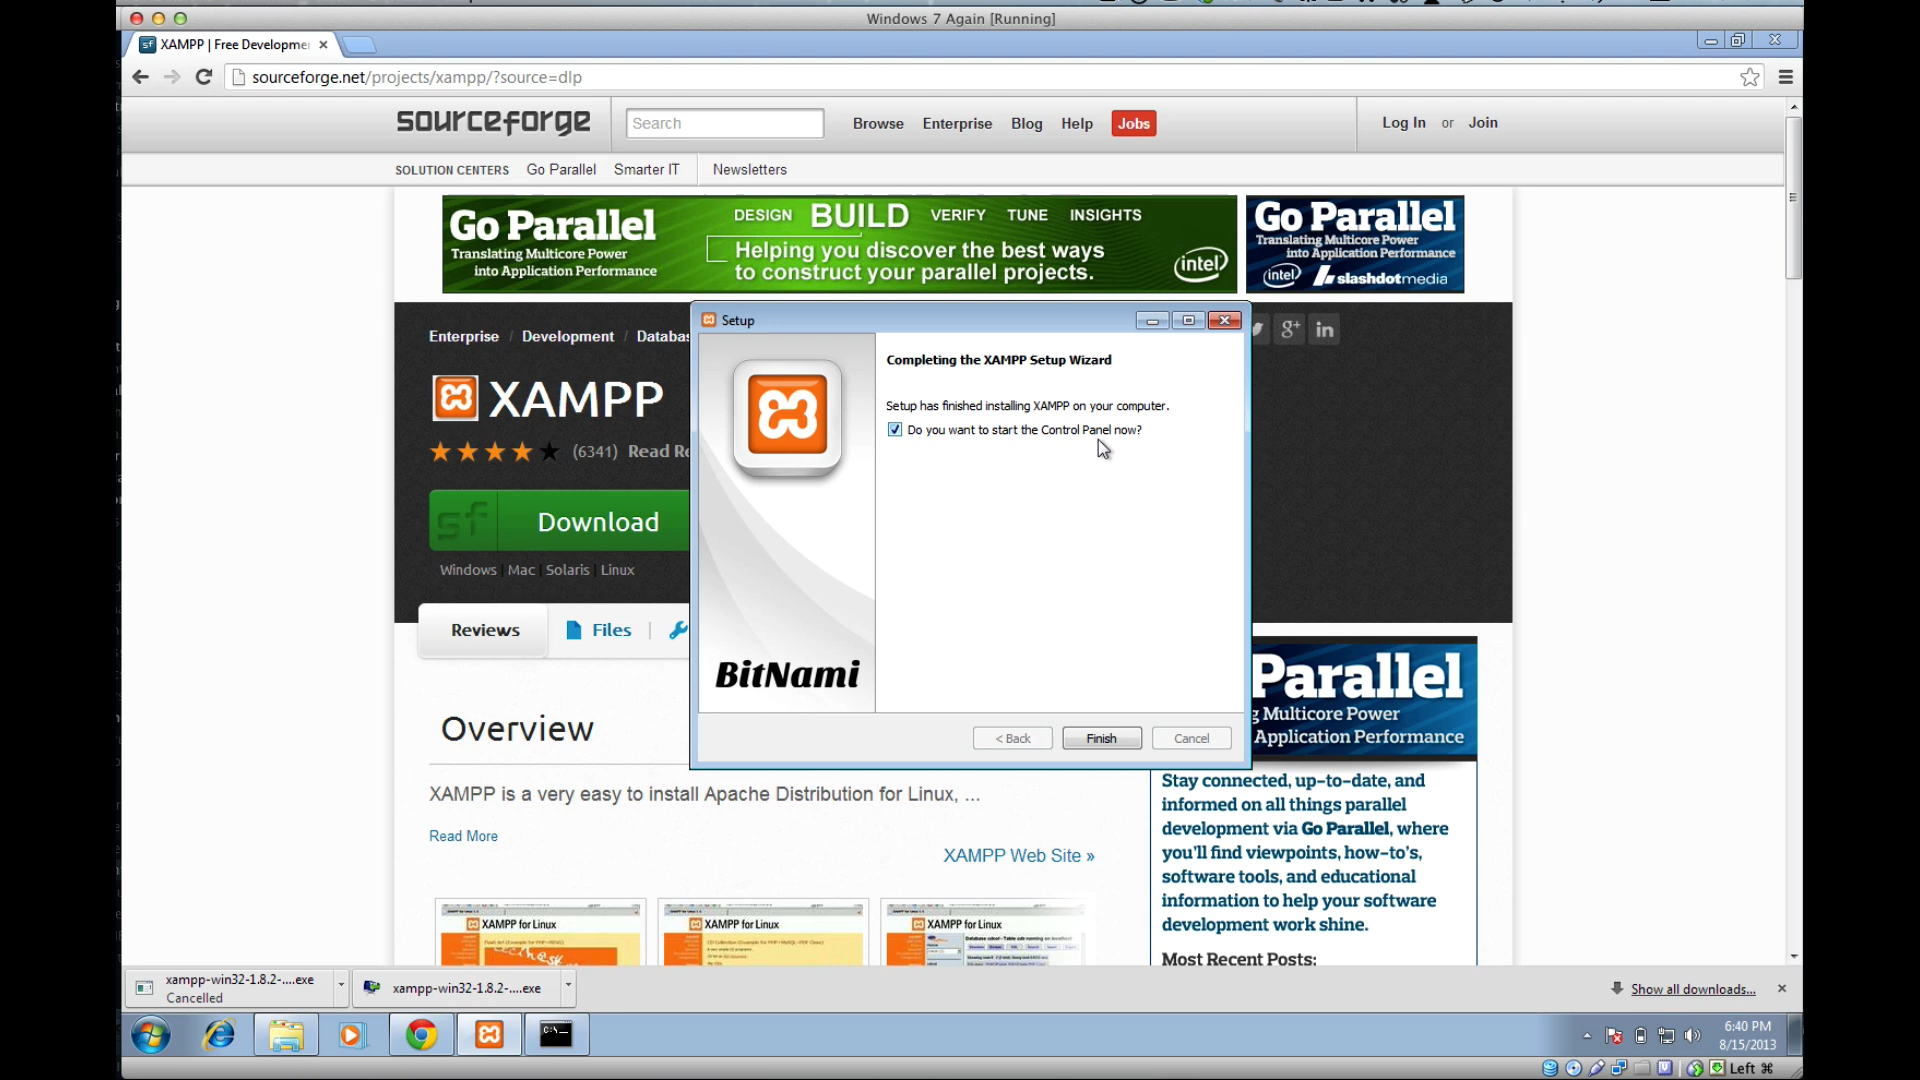 Windows 7 Again [Running]
XAMPP | Free Developme
sourceforge.net/projects/xampp/?source=dlp
sourceforge
Search
Browse Enterprise Blog Help Jobs
Log In or Join
SOLUTION CENTERS Go Parallel Smarter IT Newsletters
Go Parallel
Translating Multicore Power
into Application Performance
DESIGN BUILD VERIFY TUNE INSIGHTS
Helping you discover the best ways
to construct your parallel projects.
intel
Go Parallel
Translating Multicore Power
into Application Performance
intel slashdotmedia
Enterprise / Development / Databa
XAMPP
(6341) Read Re
sf Download
Windows Mac Solaris Linux
Reviews Files
Setup
Completing the XAMPP Setup Wizard
Setup has finished installing XAMPP on your computer.
Do you want to start the Control Panel now?
BitNami
< Back Finish Cancel
g+ in
Overview
XAMPP is a very easy to install Apache Distribution for Linux, ...
Read More
XAMPP Web Site »
XAMPP for Linux
XAMPP for Linux
XAMPP for Linux
Parallel
g Multicore Power
Application Performance
Stay connected, up-to-date, and
informed on all things parallel
development via Go Parallel, where
you'll find viewpoints, how-to's,
software tools, and educational
information to help your software
development work shine.
Most Recent Posts:
xampp-win32-1.8.2-....exe
Cancelled
xampp-win32-1.8.2-....exe
Show all downloads...
6:40 PM
8/15/2013
Left ⌘